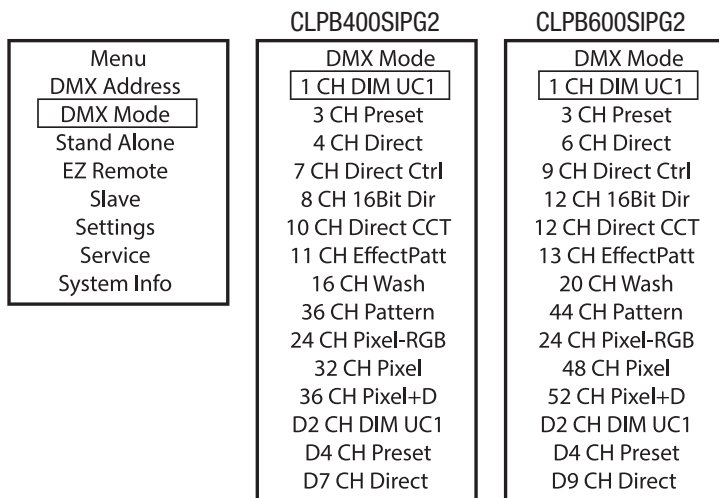 CLPB400SIPG2
CLPB600SIPG2
Menu
DMX Address
DMX Mode
Stand Alone
EZ Remote
Slave
Settings
Service
System Info
DMX Mode
1 CH DIM UC1
3 CH Preset
4 CH Direct
7 CH Direct Ctrl
8 CH 16Bit Dir
10 CH Direct CCT
11 CH EffectPatt
16 CH Wash
36 CH Pattern
24 CH Pixel-RGB
32 CH Pixel
36 CH Pixel+D
D2 CH DIM UC1
D4 CH Preset
D7 CH Direct
DMX Mode
1 CH DIM UC1
3 CH Preset
6 CH Direct
9 CH Direct Ctrl
12 CH 16Bit Dir
12 CH Direct CCT
13 CH EffectPatt
20 CH Wash
44 CH Pattern
24 CH Pixel-RGB
48 CH Pixel
52 CH Pixel+D
D2 CH DIM UC1
D4 CH Preset
D9 CH Direct